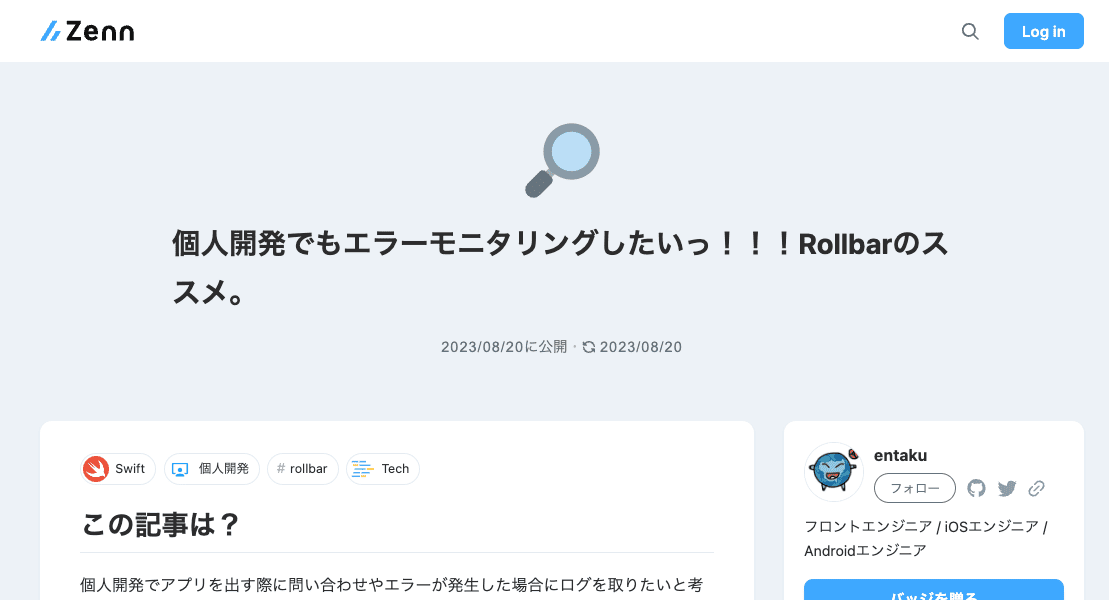 Zenn
Log in
個人開発でもエラーモニタリングしたいっ！！！Rollbarのス
スメ。
2023/08/20に公開 · 2023/08/20
Swift 個人開発 # rollbar Tech
この記事は？
個人開発でアプリを出す際に問い合わせやエラーが発生した場合にログを取りたいと考
entaku
フォロー
フロントエンジニア / iOSエンジニア /
Androidエンジニア
バッジを贈る